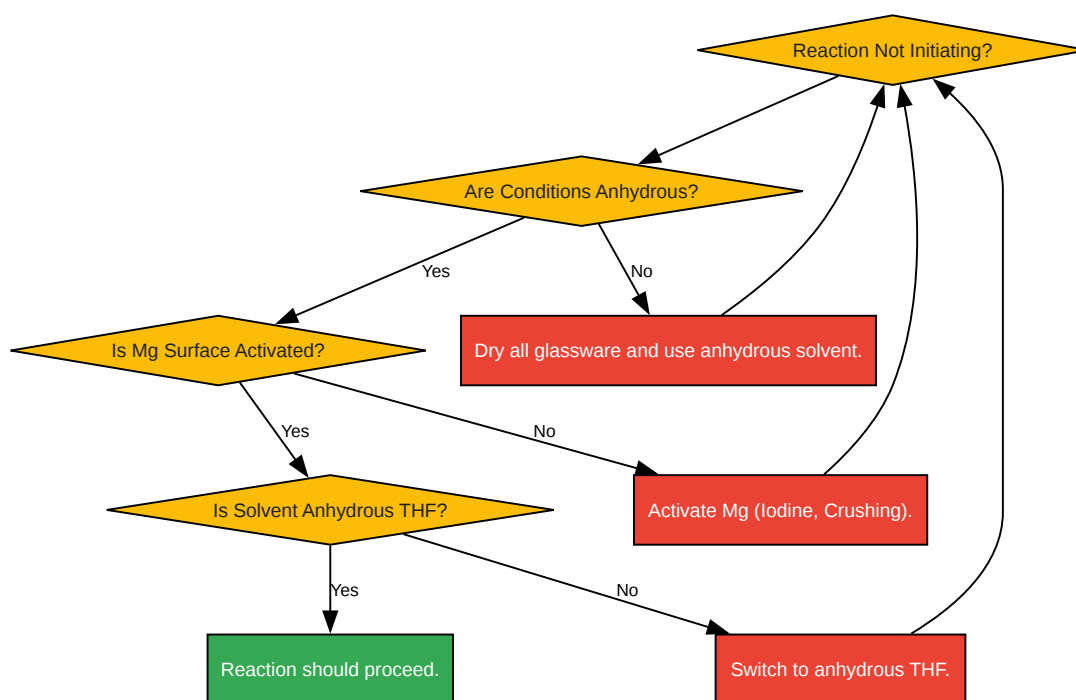 Reaction Not Initiating?
Are Conditions Anhydrous?
Yes
No
Is Mg Surface Activated?
Dry all glassware and use anhydrous solvent.
Yes
No
Is Solvent Anhydrous THF?
Activate Mg (Iodine, Crushing).
Yes
No
Reaction should proceed.
Switch to anhydrous THF.